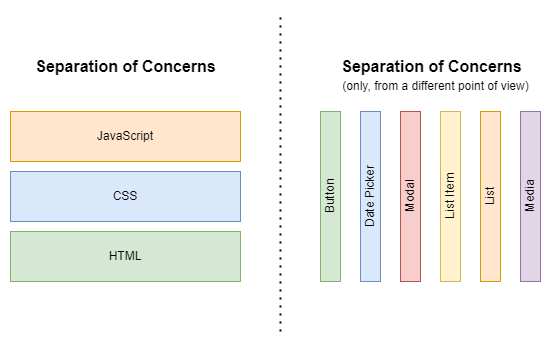 Separation of Concerns
JavaScript
CSS
HTML
Separation of Concerns
(only, from a different point of view)
Button
Date Picker
Modal
List Item
List
Media